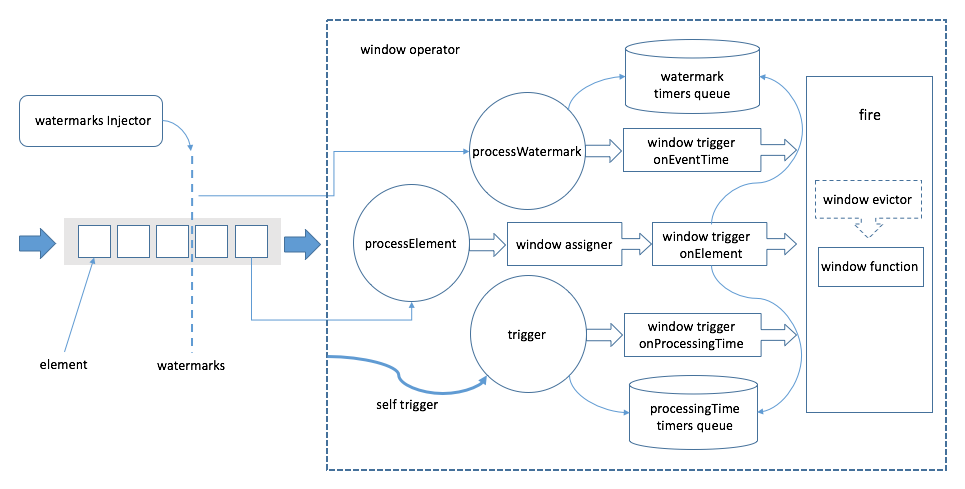 window operator
watermark
timers queue
watermarks Injector
fire
processWatermark
window trigger
onEventTime
window evictor
processElement
window assigner
window trigger
onElement
window function
trigger
window trigger
onProcessingTime
element
watermarks
self trigger
processingTime
timers queue